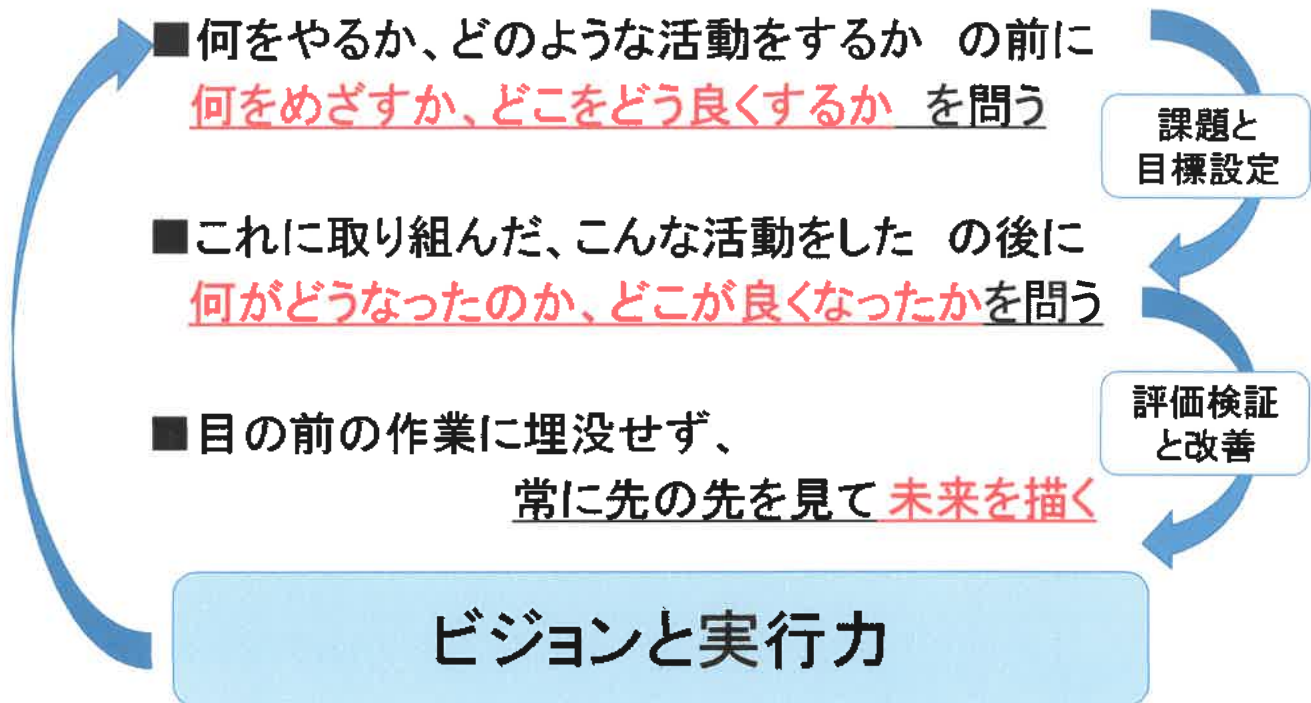 ■何をやるか、どのような活動をするか　の前に
何をめざすか、どこをどう良くするか　を問う
課題と
目標設定
■これに取り組んだ、こんな活動をした　の後に
何がどうなったのか、どこが良くなったかを問う
評価検証
と改善
■目の前の作業に埋没せず、
常に先の先を見て 未来を描く
ビジョンと実行力